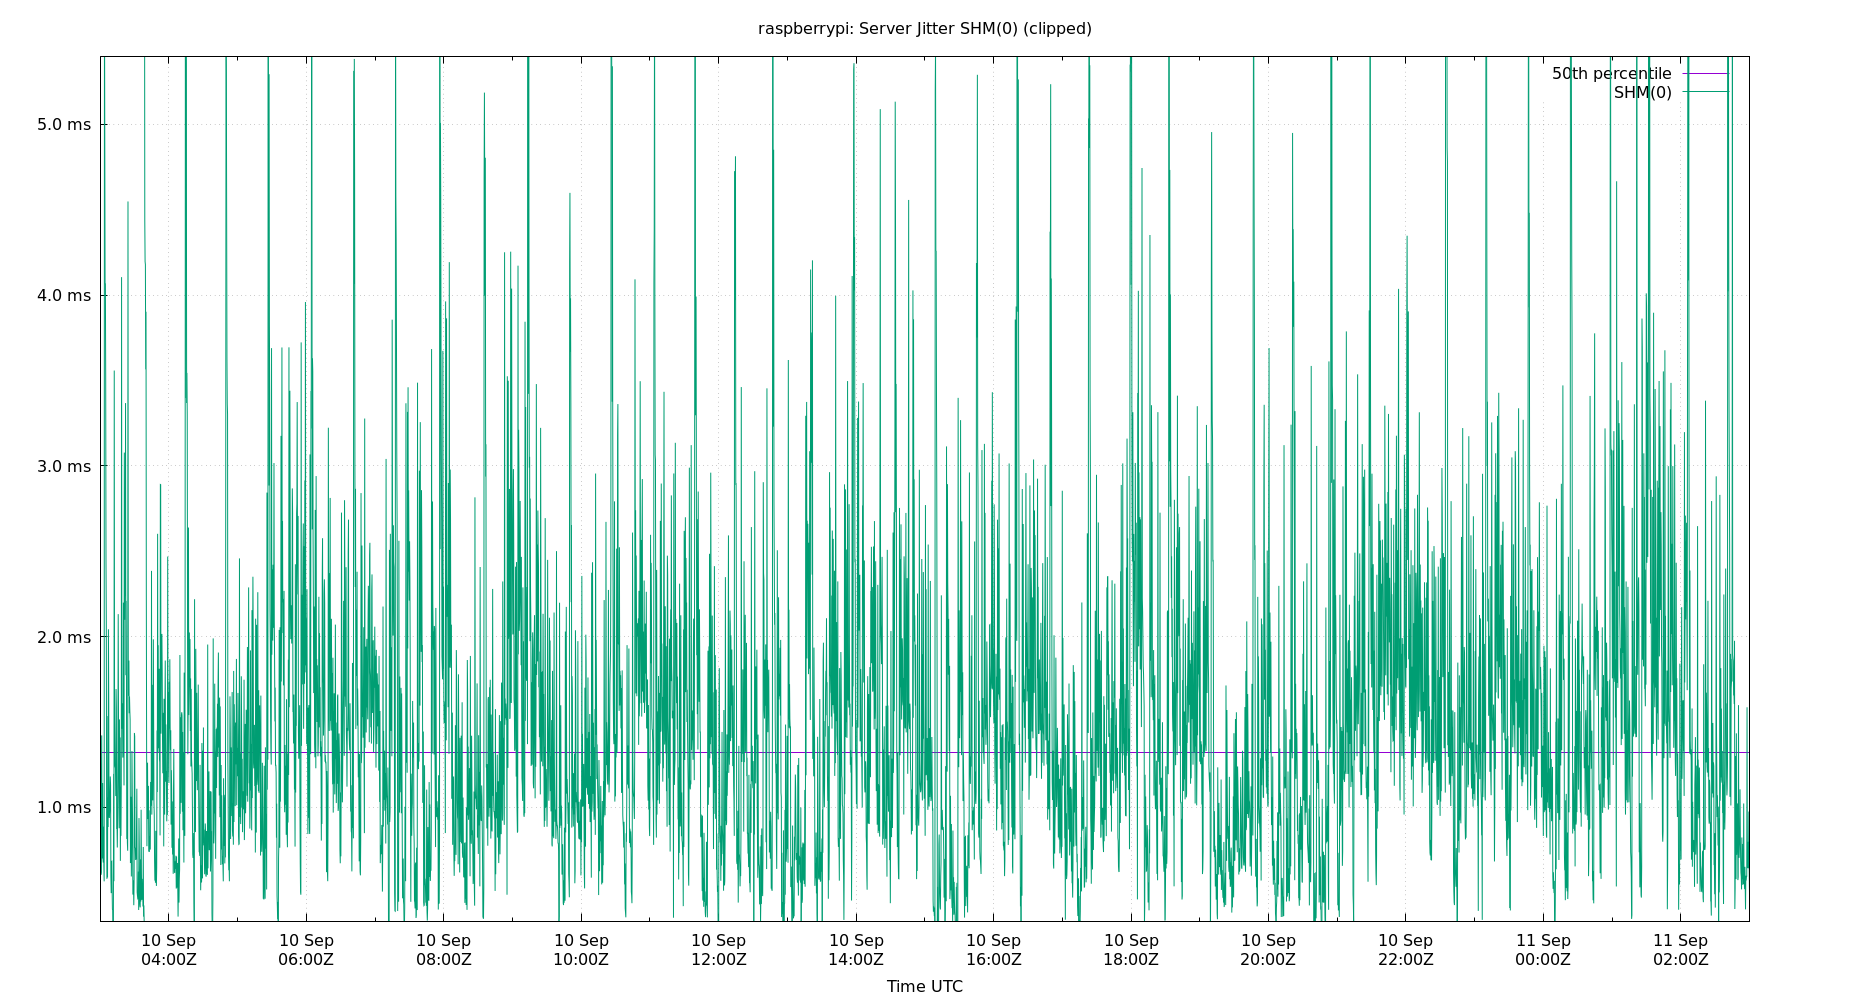 raspberrypi: Server Jitter SHM(0) (clipped)
50th percentile
SHM(0)
5.0 ms
4.0 ms
3.0 ms
2.0 ms
1.0 ms
10 Sep 10 Sep 10 Sep 10 Sep 10 Sep 10 Sep 10 Sep 10 Sep 10 Sep 10 Sep 11 Sep 11 Sep
04:00Z 06:00Z 08:00Z 10:00Z 12:00Z 14:00Z 16:00Z 18:00Z 20:00Z 22:00Z 00:00Z 02:00Z
Time UTC